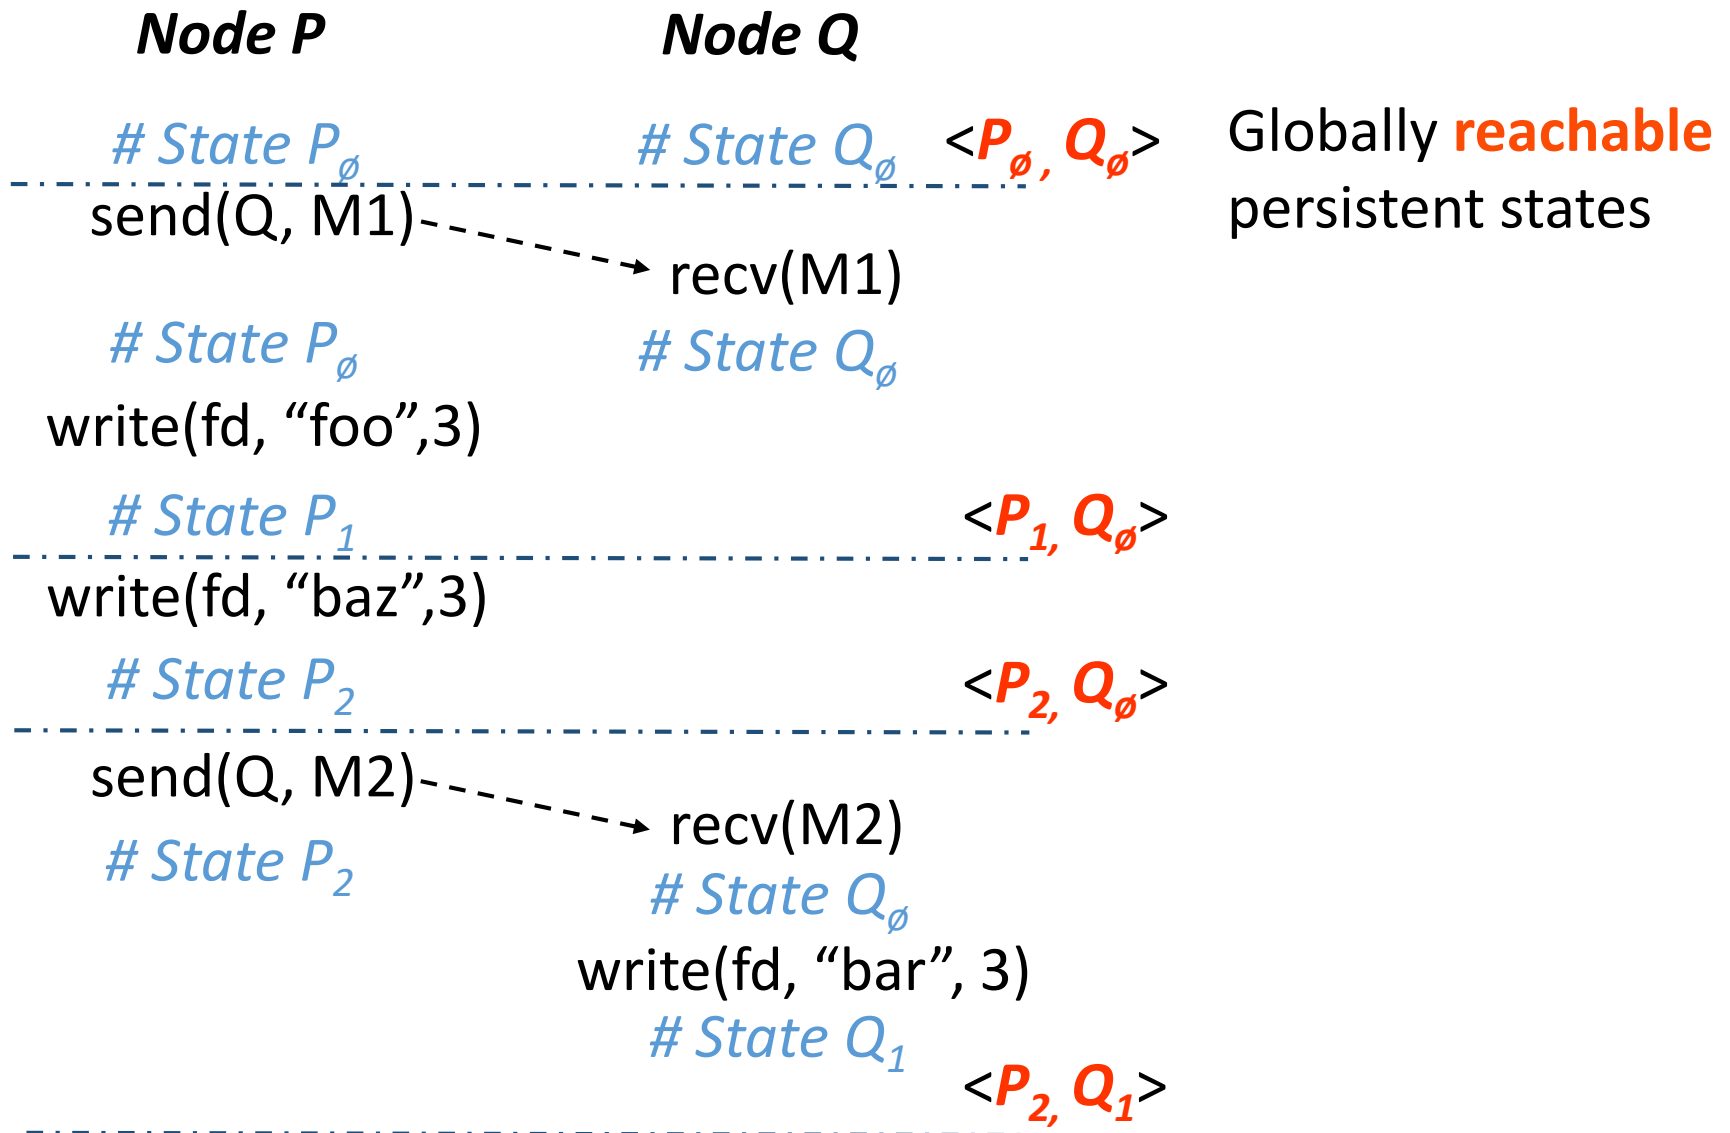 Node P Node Q
# State Pø # State Qø <Pø, Qø> Globally reachable
persistent states
send(Q, M1)
recv(M1)
# State Pø # State Qø
write(fd, “foo”,3)
# State P1 <P1, Qø>
write(fd, “baz”,3)
# State P2 <P2, Qø>
send(Q, M2)
recv(M2)
# State P2
# State Qø
write(fd, “bar”, 3)
# State Q1
<P2, Q1>